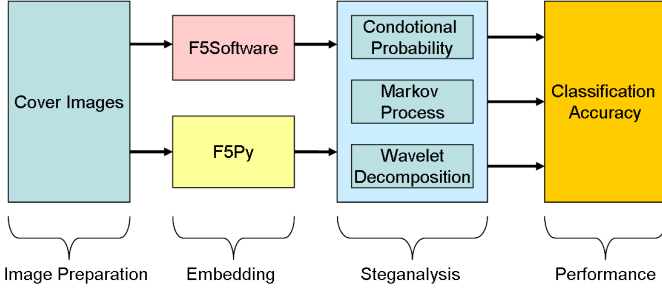 Cover Images
F5Software
F5Py
Condotional
Probability
Markov
Process
Wavelet
Decomposition
Classification
Accuracy
Image Preparation
Embedding
Steganalysis
Performance